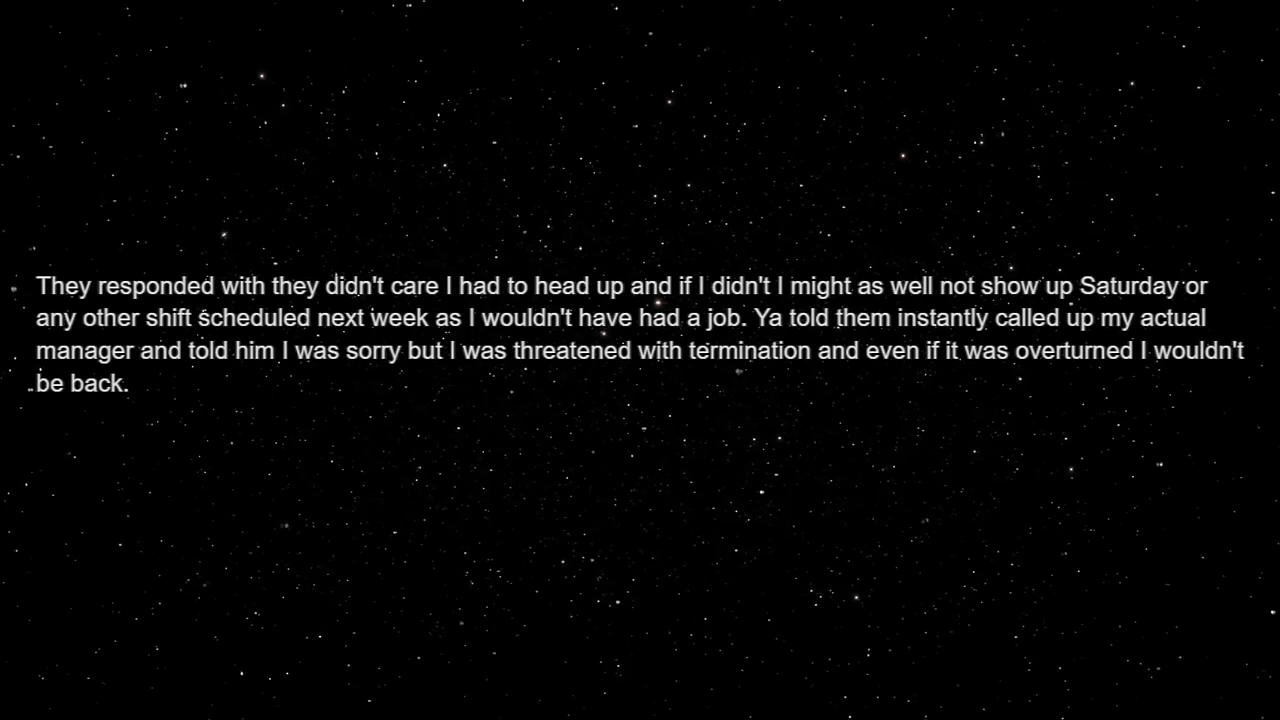 They responded with they didn't care I had to head up and if I didn't I might as well not show up Saturday or
any other shift scheduled next week as I wouldn't have had a job. Ya told them instantly called up my actual
manager and told him I was sorry but I was threatened with termination and even if it was overturned I wouldn't
be back.